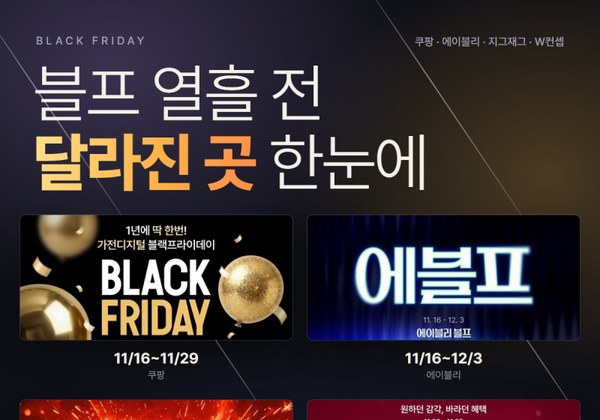 BLACK FRIDAY
쿠팡 · 에이블리 · 지그재그 · W컨셉
블프 열흘 전
달라진 곳 한눈에
1년에 딱 한번!
가전디지털 블랙프라이데이
BLACK
FRIDAY
에블프
11. 16 - 12. 3
에이블리 블프
11/16~11/29
쿠팡
11/16~12/3
에이블리
원하던 감각, 바라던 혜택